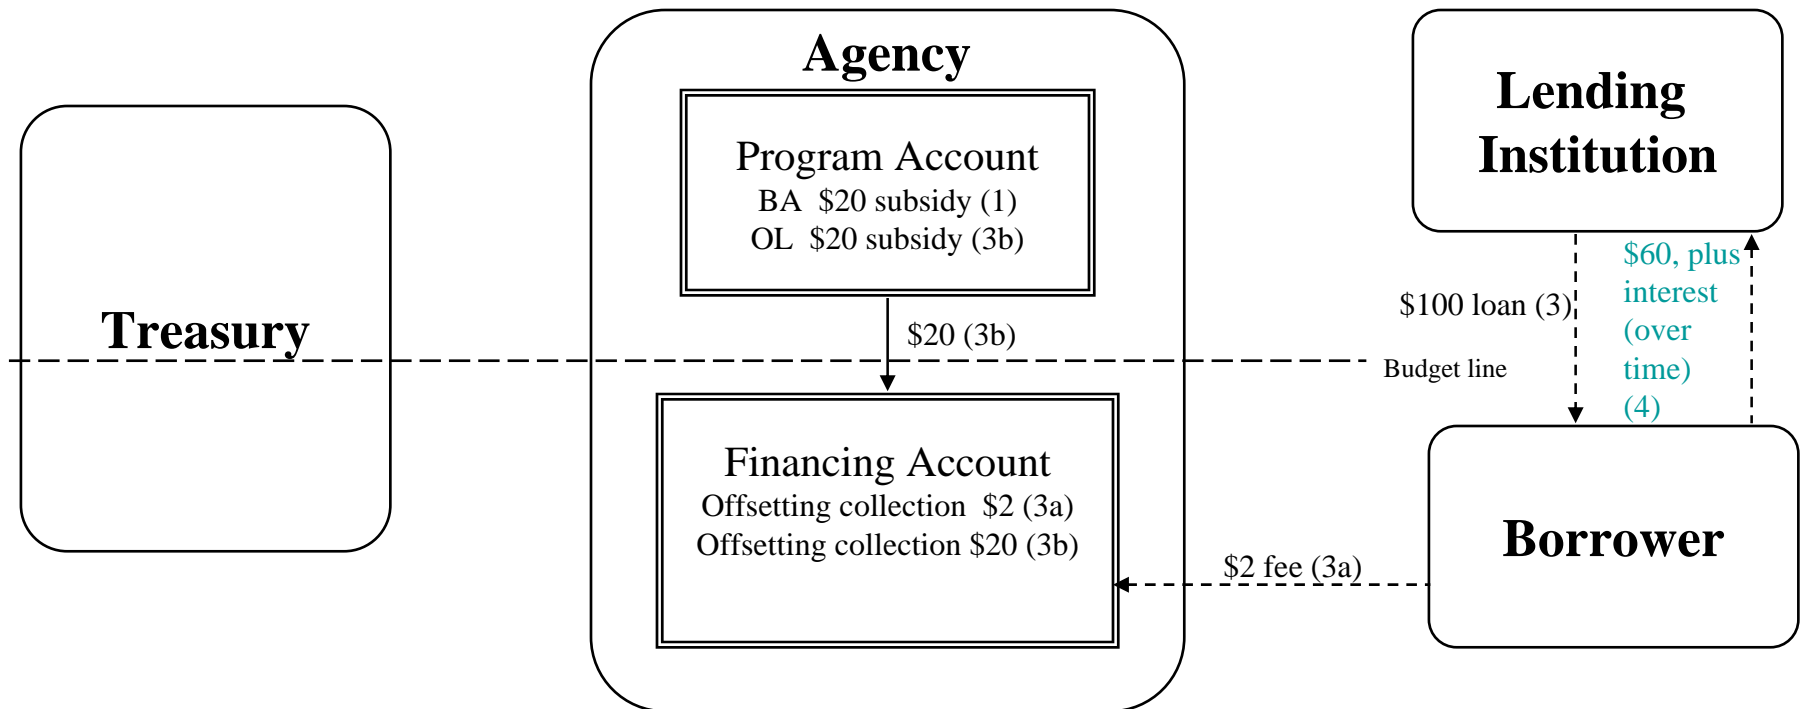 Agency
Program Account
BA  $20 subsidy (1)
OL  $20 subsidy (3b)
$20 (3b)
Financing Account
Offsetting collection  $2 (3a)
Offsetting collection $20 (3b)
Treasury
Budget line
Lending
Institution
$100 loan (3)
$60, plus
interest
(over
time)
(4)
Borrower
$2 fee (3a)